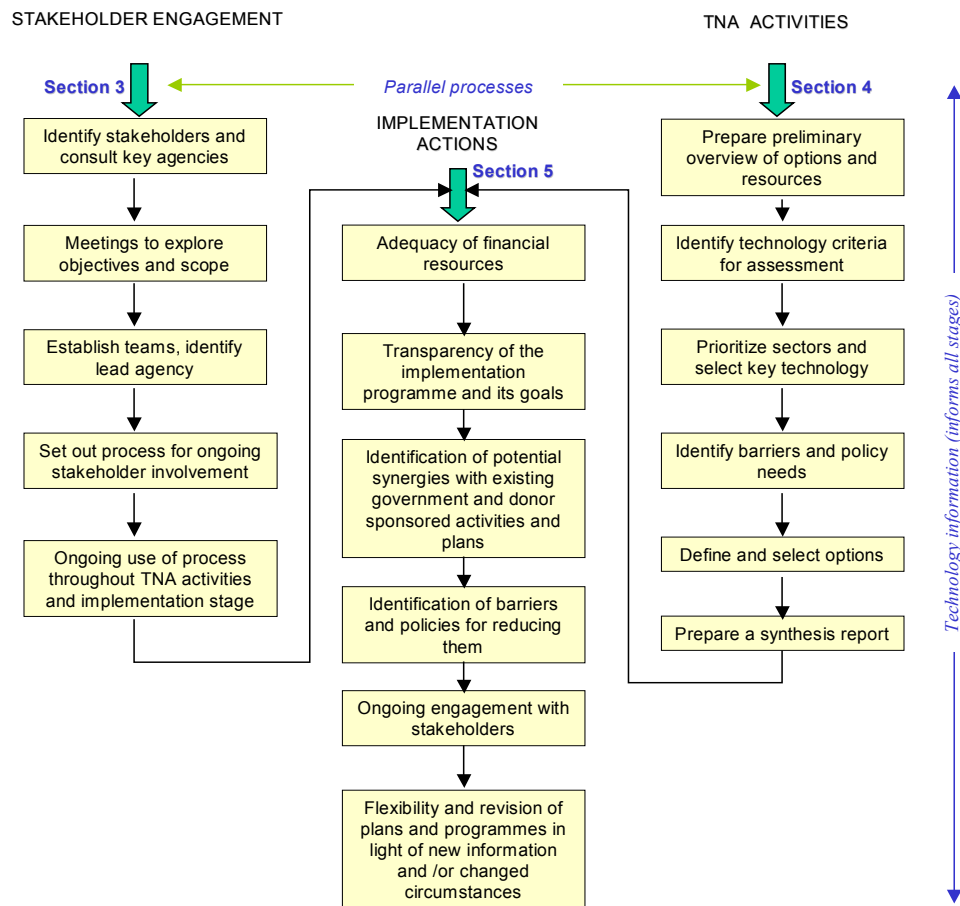 STAKEHOLDER ENGAGEMENT
TNA ACTIVITIES
Section 3
Parallel processes
Section 4
Identify stakeholders and
consult key agencies
Meetings to explore
objectives and scope
Establish teams, identify
lead agency
Set out process for ongoing
stakeholder involvement
Ongoing use of process
throughout TNA activities
and implementation stage
IMPLEMENTATION
ACTIONS
Section 5
Adequacy of financial
resources
Transparency of the
implementation
programme and its goals
Identification of potential
synergies with existing
government and donor
sponsored activities and
plans
Identification of barriers
and policies for reducing
them
Ongoing engagement with
stakeholders
Flexibility and revision of
plans and programmes in
light of new information
and /or changed
circumstances
Prepare preliminary
overview of options and
resources
Identify technology criteria
for assessment
Prioritize sectors and
select key technology
Identify barriers and policy
needs
Define and select options
Prepare a synthesis report
Technology information (informs all stages)